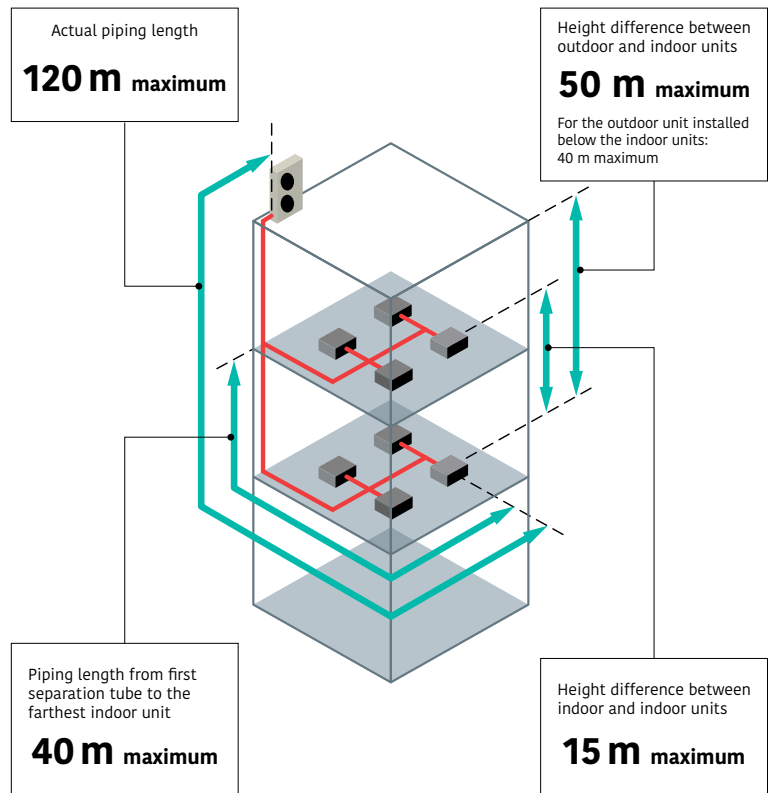 Actual piping length
120 m maximum
Height difference between
outdoor and indoor units
50 m maximum
For the outdoor unit installed
below the indoor units:
40 m maximum
Piping length from first
separation tube to the
farthest indoor unit
40 m maximum
Height difference between
indoor and indoor units
15 m maximum